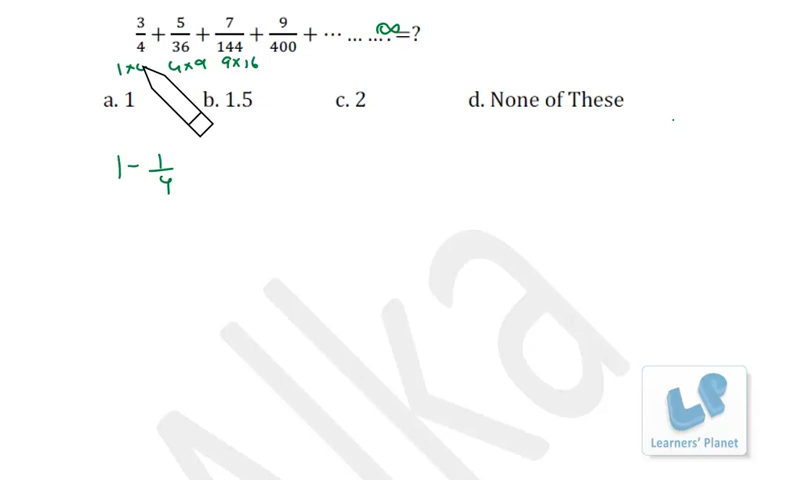 3/4 + 5/36 + 7/144 + 9/400 + ⋯ … … . ∞ =?
1×4 4×9 9×16
a. 1 b. 1.5 c. 2 d. None of These
1 - 1/4
Alka
LP
Learners' Planet